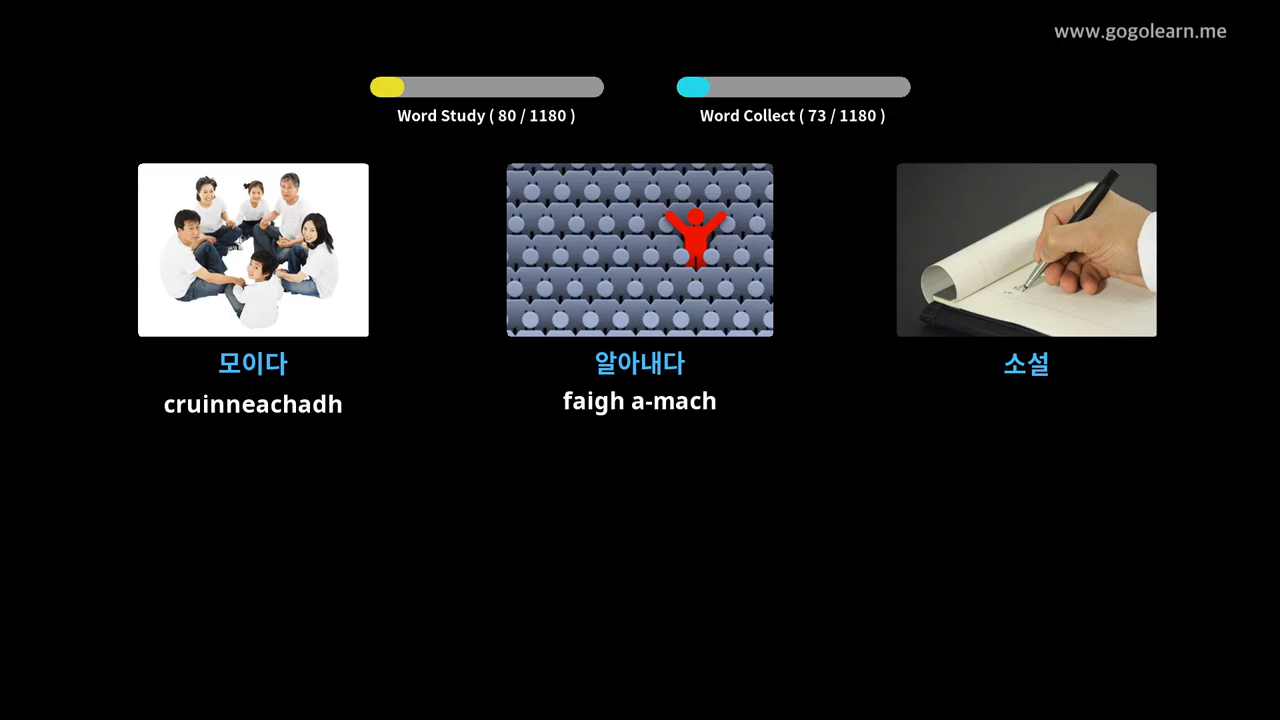 www.gogolearn.me
Word Study ( 80 / 1180 )
Word Collect ( 73 / 1180 )
모이다
알아내다
소설
cruinneachadh
faigh a-mach